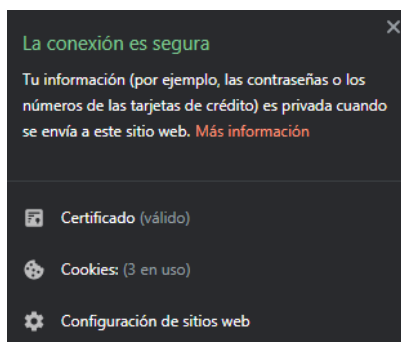 La conexión es segura
Tu información (por ejemplo, las contraseñas o los
números de las tarjetas de crédito) es privada cuando
se envía a este sitio web. Más información
Certificado (válido)
Cookies: (3 en uso)
Configuración de sitios web